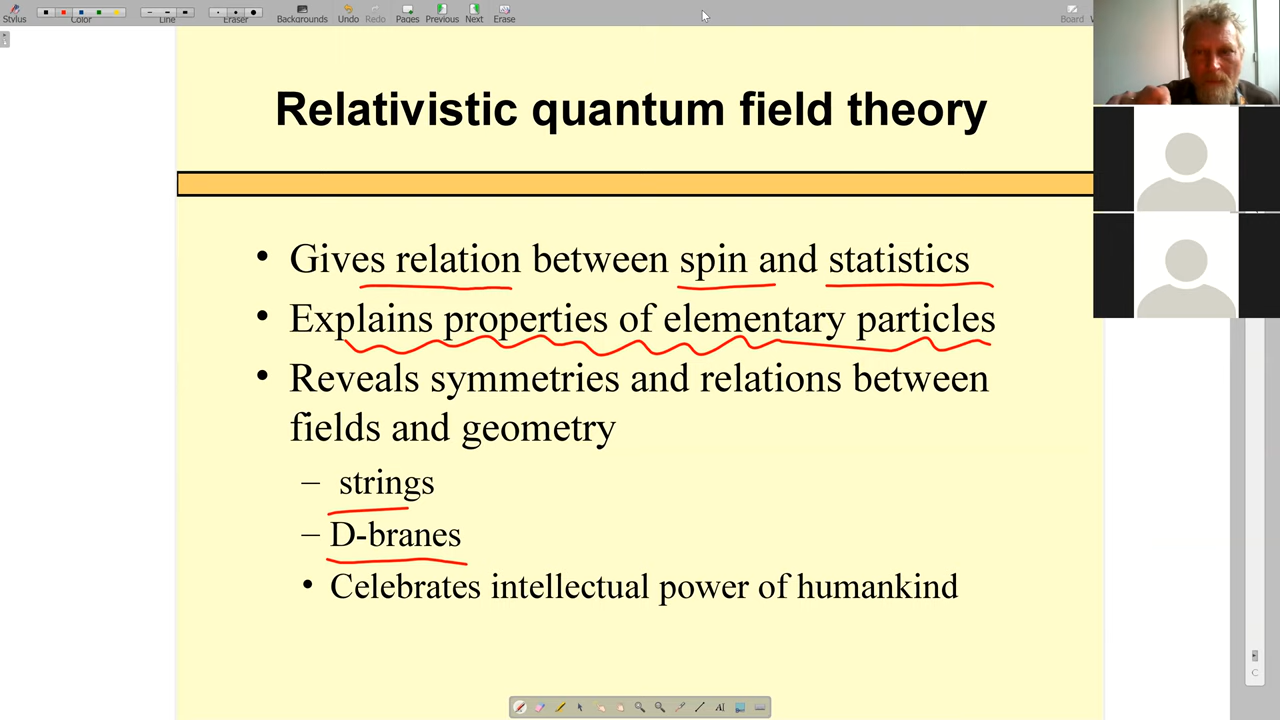 Stylus Color Line Eraser Backgrounds Undo Redo Pages Previous Next Erase Board
Relativistic quantum field theory
• Gives relation between spin and statistics
• Explains properties of elementary particles
• Reveals symmetries and relations between
fields and geometry
– strings
– D-branes
• Celebrates intellectual power of humankind